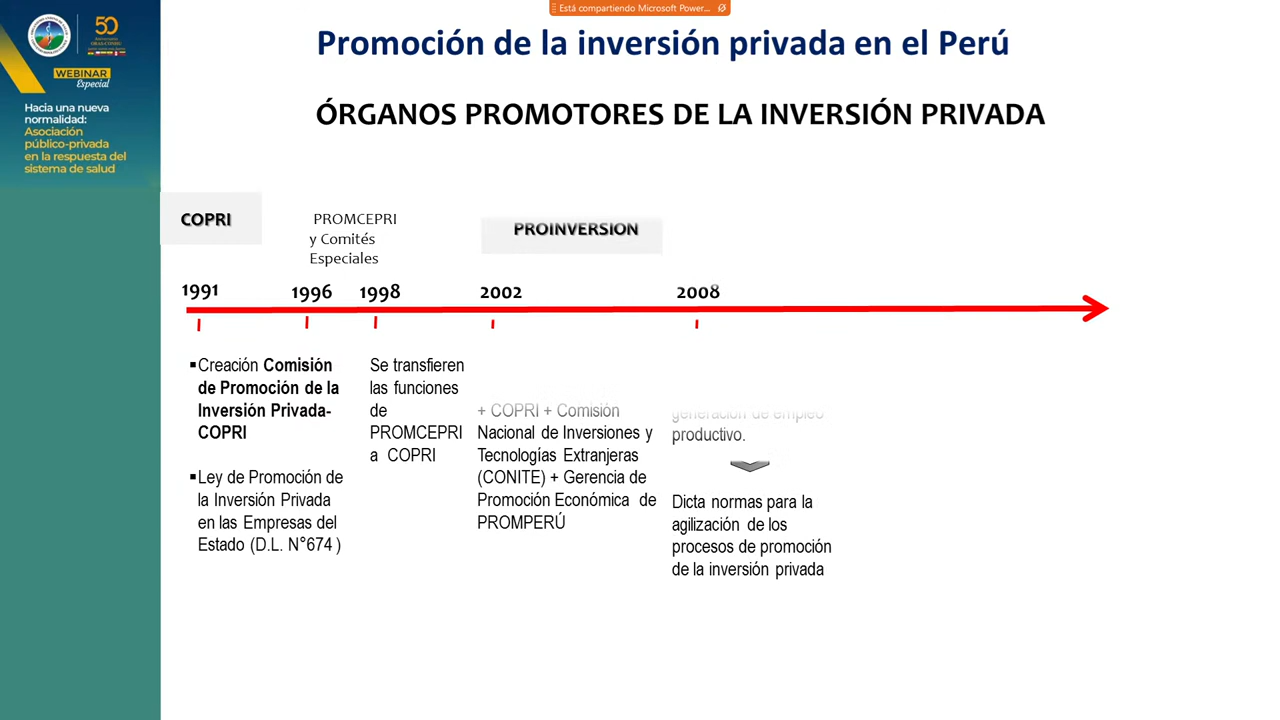 Está compartiendo Microsoft Power...
50
WEBINAR
Especial
Hacia una nueva
normalidad:
Asociación
público-privada
en la respuesta del
sistema de salud
Promoción de la inversión privada en el Perú
ÓRGANOS PROMOTORES DE LA INVERSIÓN PRIVADA
COPRI
PROMCEPRI
y Comités
Especiales
PROINVERSION
1991
1996
1998
2002
2008
▪Creación Comisión
de Promoción de la
Inversión Privada-
COPRI
▪Ley de Promoción de
la Inversión Privada
en las Empresas del
Estado (D.L. N°674 )
Se transfieren
las funciones
de
PROMCEPRI
a COPRI
+ COPRI + Comisión
Nacional de Inversiones y
Tecnologías Extranjeras
(CONITE) + Gerencia de
Promoción Económica de
PROMPERÚ
generación de empleo
productivo.
Dicta normas para la
agilización de los
procesos de promoción
de la inversión privada